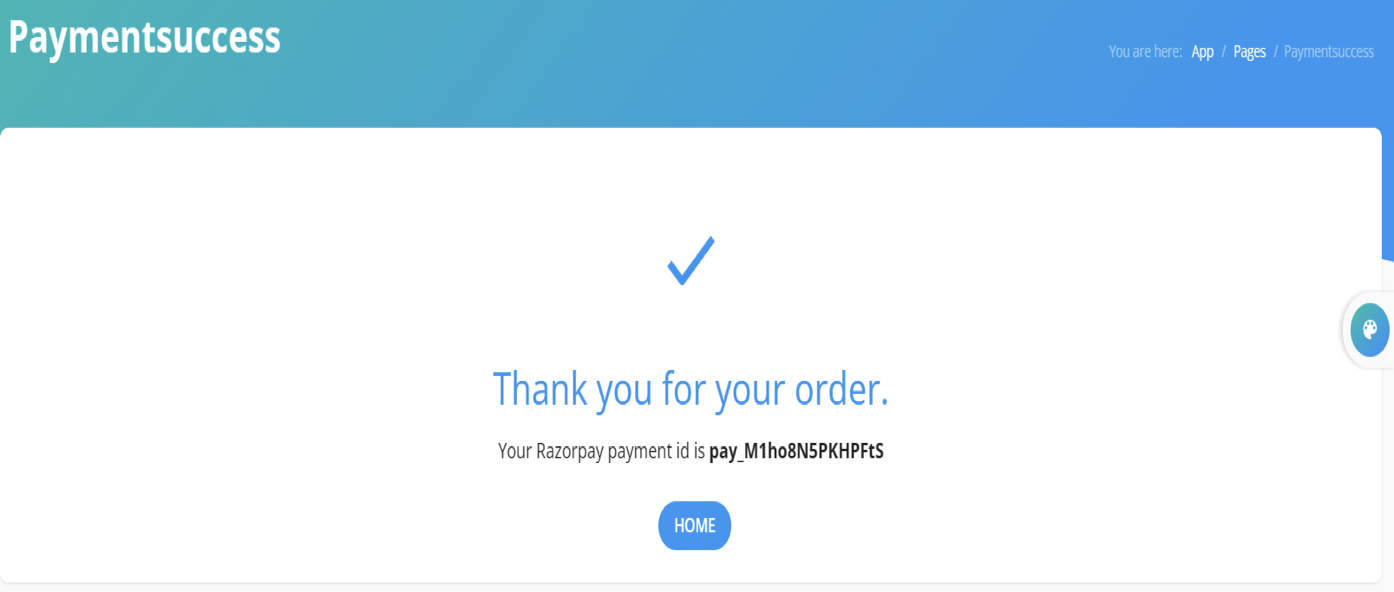 Paymentsuccess
You are here: App / Pages / Paymentsuccess
Thank you for your order.
Your Razorpay payment id is pay_M1ho8N5PKHPFtS
HOME